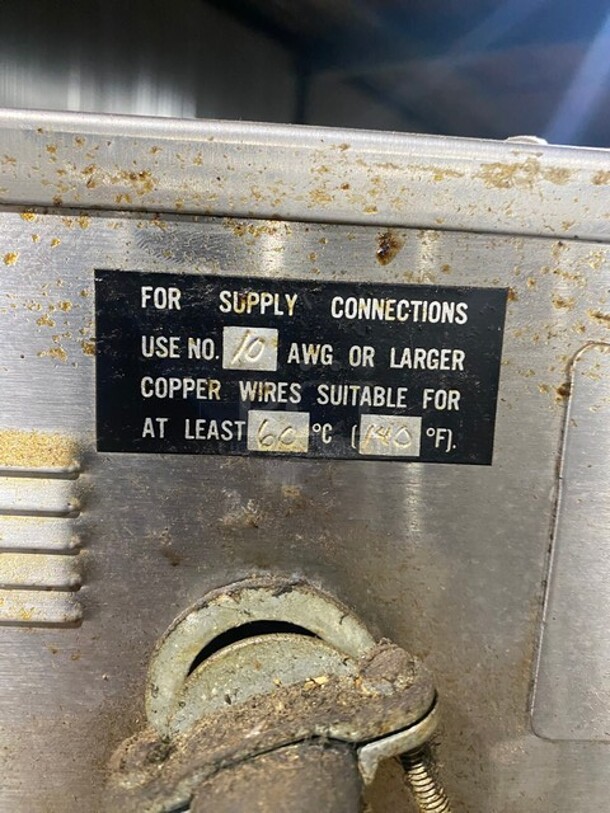 FOR SUPPLY CONNECTIONS
USE NO. 10 AWG OR LARGER
COPPER WIRES SUITABLE FOR
AT LEAST 60 °C (140 °F).